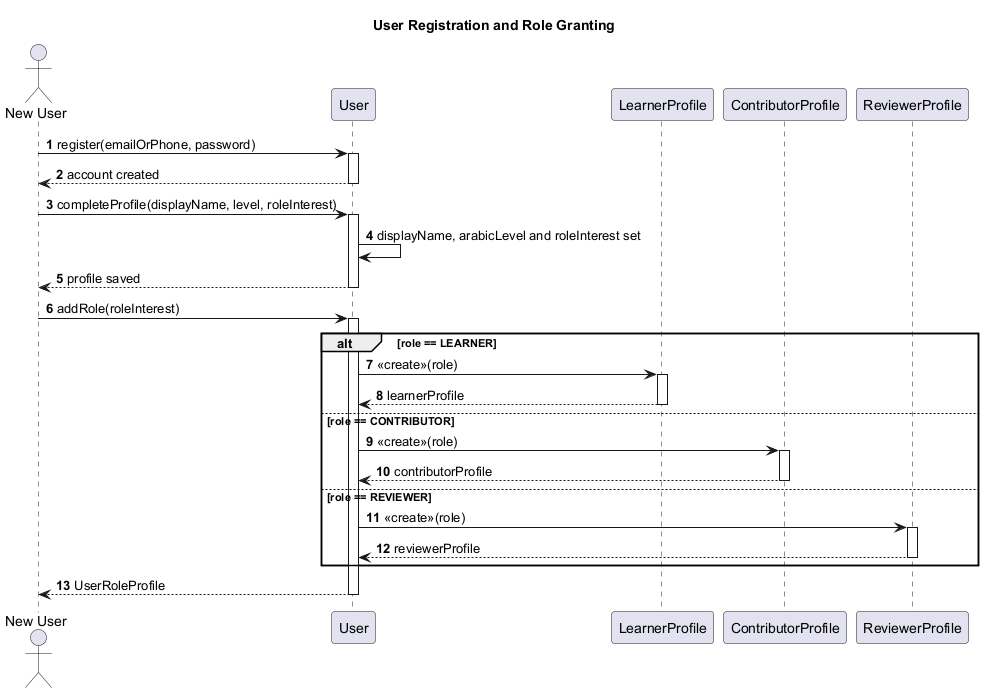 User Registration and Role Granting
New User
User
LearnerProfile
ContributorProfile
ReviewerProfile
1 register(emailOrPhone, password)
2 account created
3 completeProfile(displayName, level, roleInterest)
4 displayName, arabicLevel and roleInterest set
5 profile saved
6 addRole(roleInterest)
alt [role == LEARNER]
7 «create»(role)
8 learnerProfile
[role == CONTRIBUTOR]
9 «create»(role)
10 contributorProfile
[role == REVIEWER]
11 «create»(role)
12 reviewerProfile
13 UserRoleProfile
New User
User
LearnerProfile
ContributorProfile
ReviewerProfile